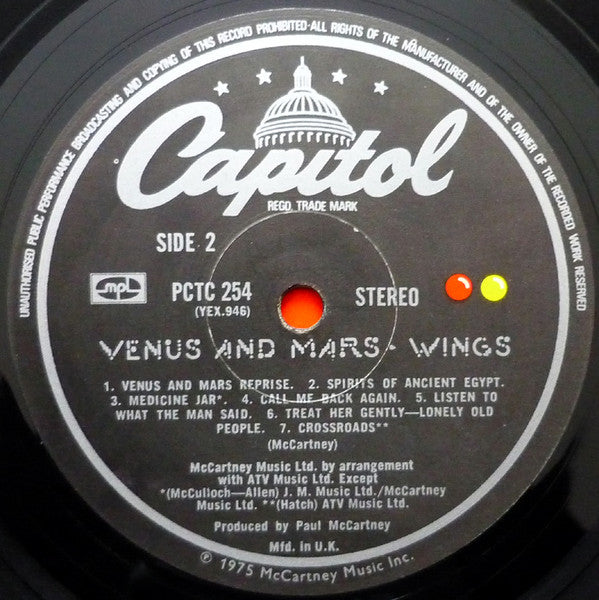 UNAUTHORISED PUBLIC PERFORMANCE BROADCASTING AND COPYING OF THIS RECORD PROHIBITED·ALL RIGHTS OF THE MANUFACTURER AND OF THE OWNER OF THE RECORDED WORK RESERVED
Capitol
REGD. TRADE MARK
SIDE 2
mpl
PCTC 254
(YEX.946)
STEREO
VENUS AND MARS · WINGS
1. VENUS AND MARS REPRISE. 2. SPIRITS OF ANCIENT EGYPT.
3. MEDICINE JAR*. 4. CALL ME BACK AGAIN. 5. LISTEN TO
WHAT THE MAN SAID. 6. TREAT HER GENTLY—LONELY OLD
PEOPLE. 7. CROSSROADS**
(McCartney)
McCartney Music Ltd. by arrangement
with ATV Music Ltd. Except
*(McCulloch—Allen) J. M. Music Ltd./McCartney
Music Ltd. **(Hatch) ATV Music Ltd.
Produced by Paul McCartney
Mfd. in U.K.
℗ 1975 McCartney Music Inc.